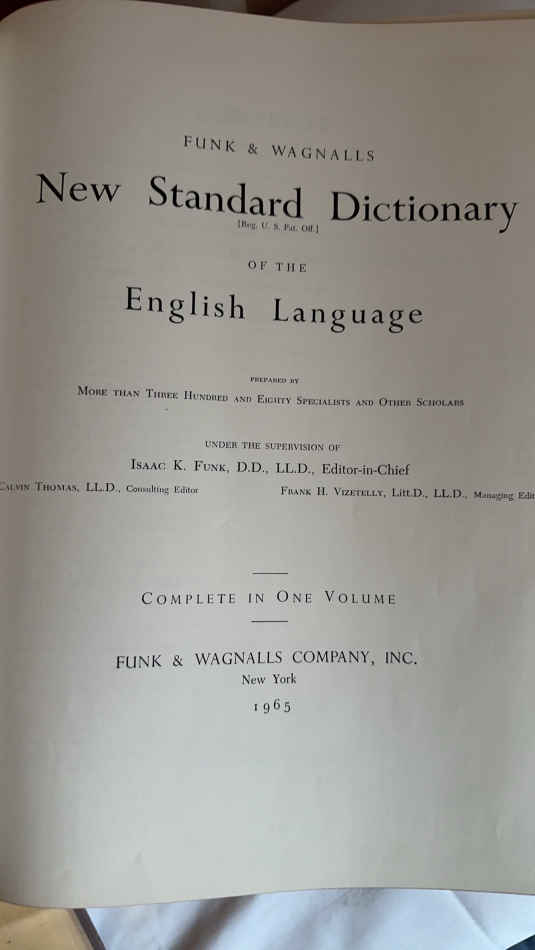 FUNK & WAGNALLS
New Standard Dictionary
[Reg. U. S. Pat. Off.]
OF THE
English Language
PREPARED BY
MORE THAN THREE HUNDRED AND EIGHTY SPECIALISTS AND OTHER SCHOLARS
UNDER THE SUPERVISION OF
ISAAC K. FUNK, D.D., LL.D., Editor-in-Chief
CALVIN THOMAS, LL.D., Consulting Editor FRANK H. VIZETELLY, Litt.D., LL.D., Managing Edit
COMPLETE IN ONE VOLUME
FUNK & WAGNALLS COMPANY, INC.
New York
1965